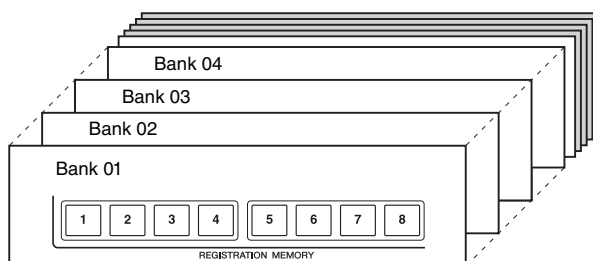 Bank 04
Bank 03
Bank 02
Bank 01
1 2 3 4 5 6 7 8
REGISTRATION MEMORY